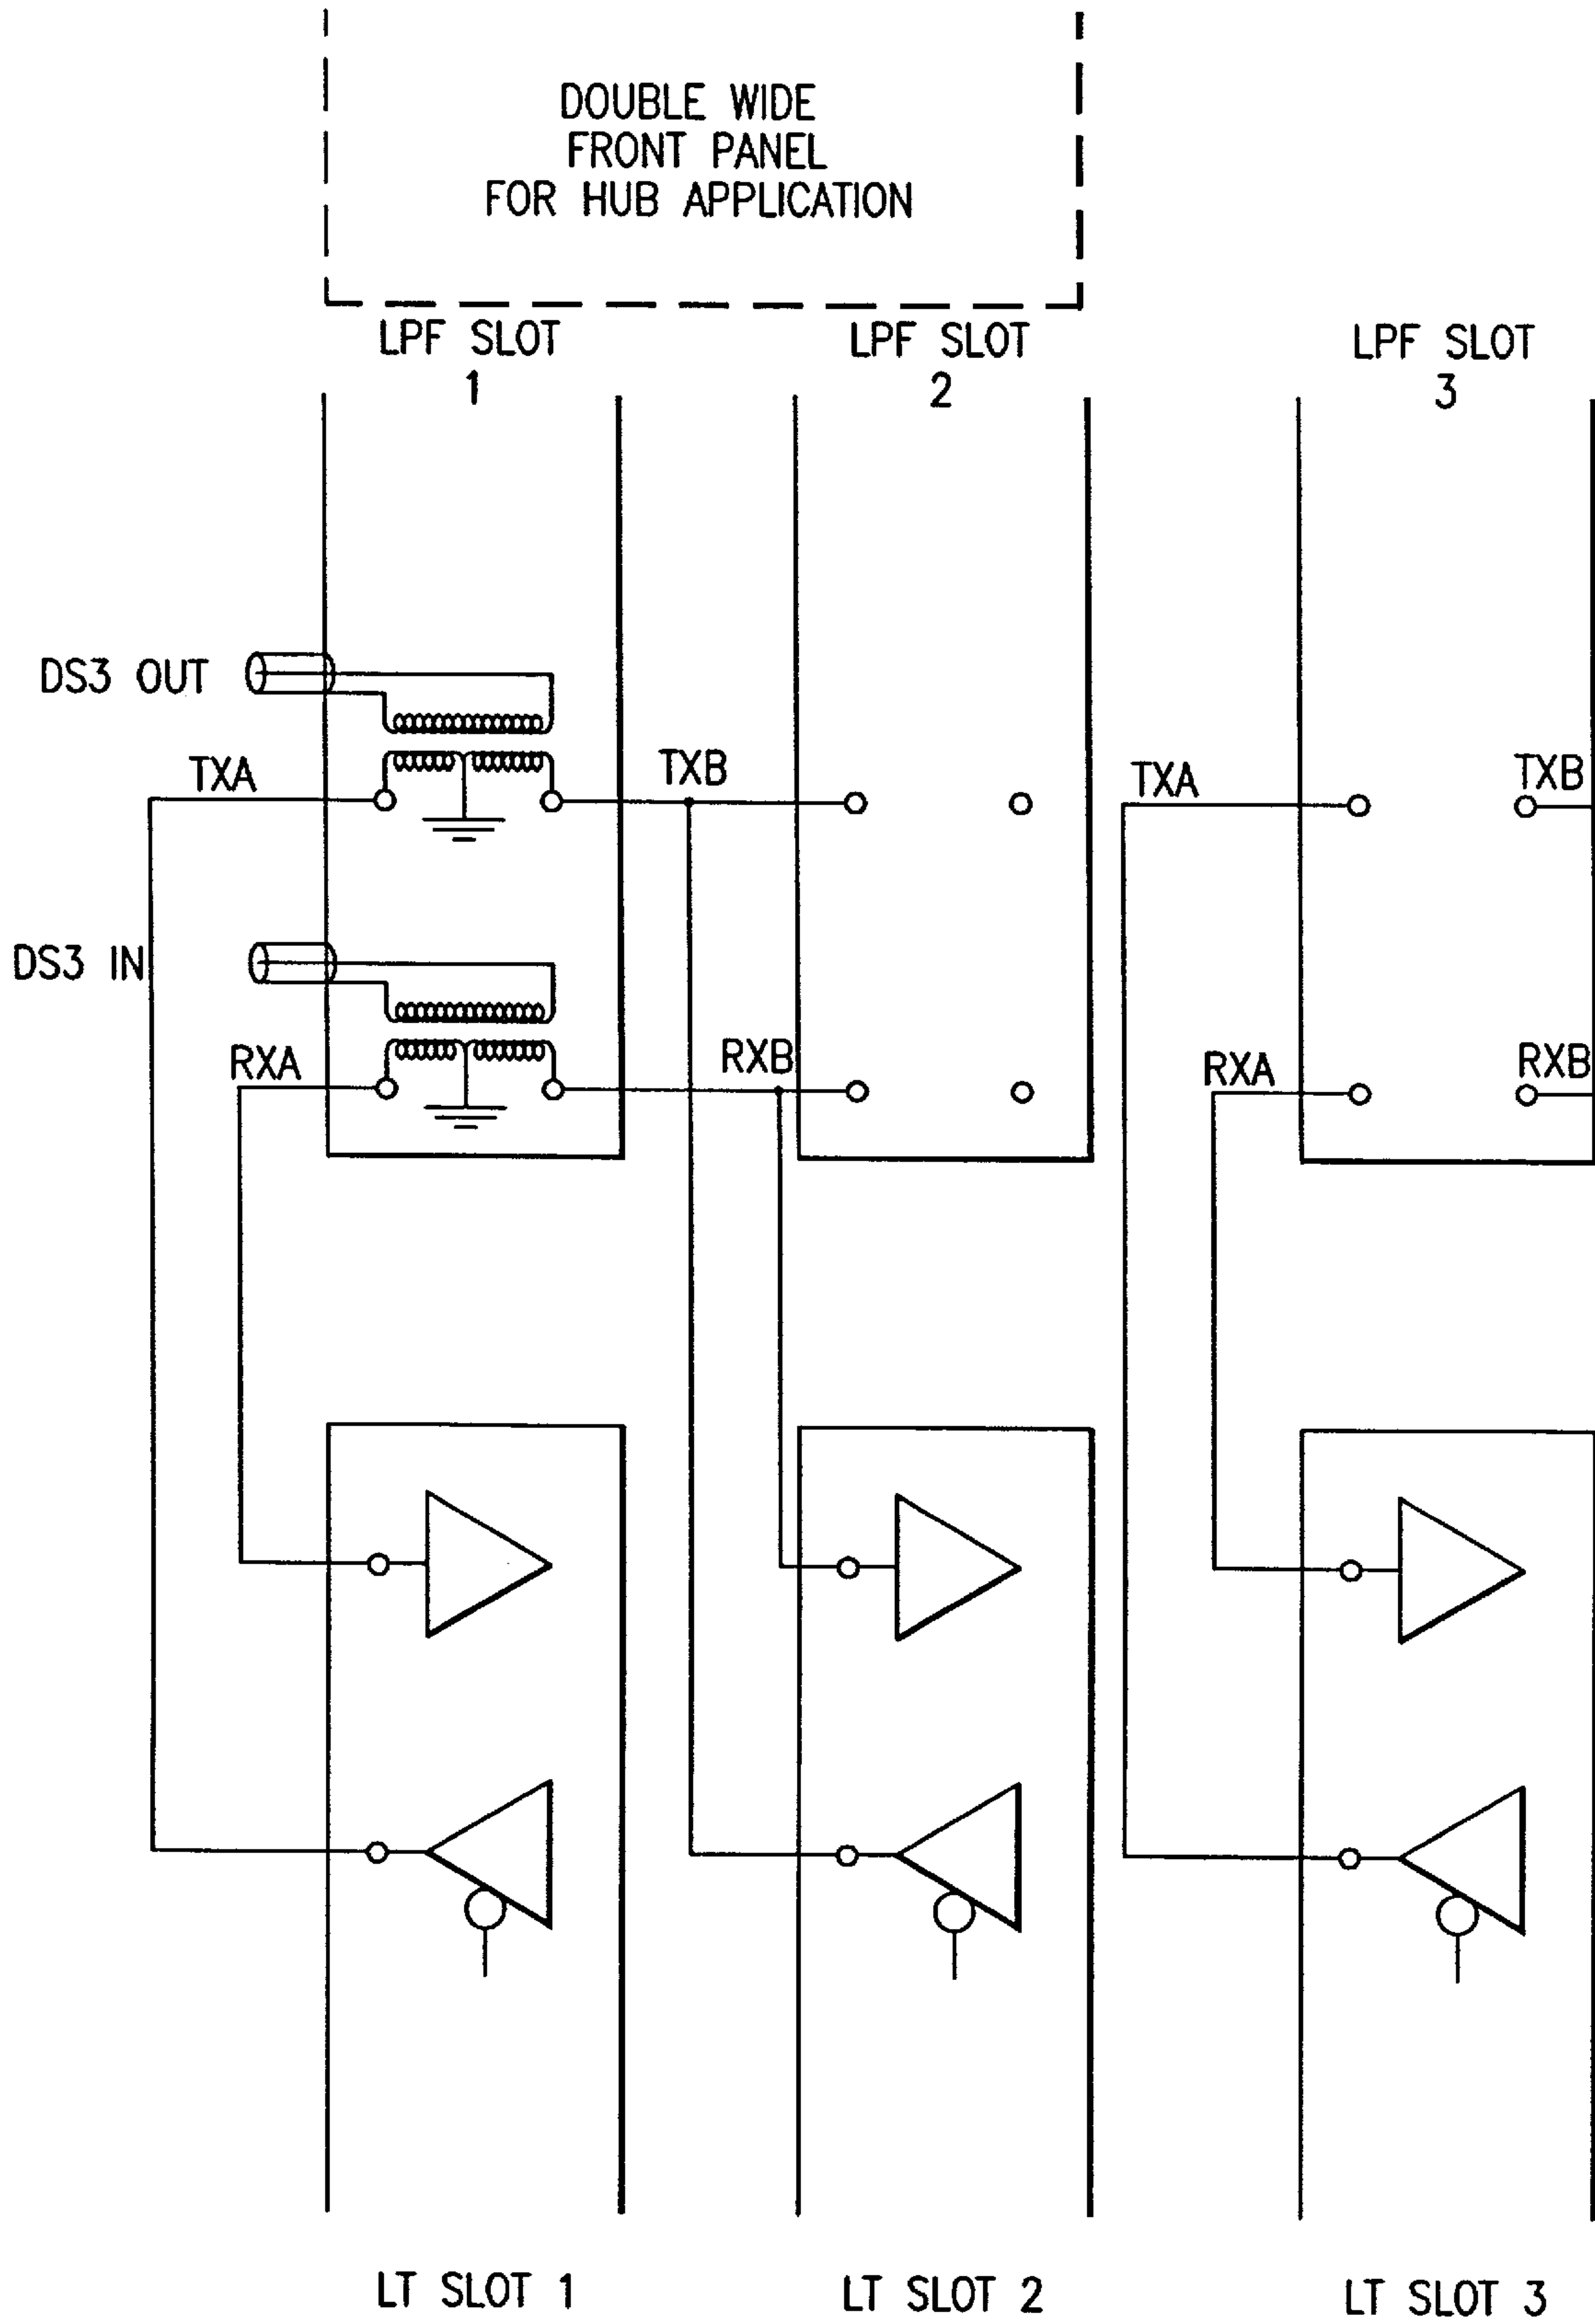 DOUBLE WIDE
FRONT PANEL
FOR HUB APPLICATION
LPF SLOT
1
LPF SLOT
2
LPF SLOT
3
DS3 OUT
TXA
TXB
TXA
TXB
DS3 IN
RXA
RXB
RXA
RXB
LT SLOT 1
LT SLOT 2
LT SLOT 3